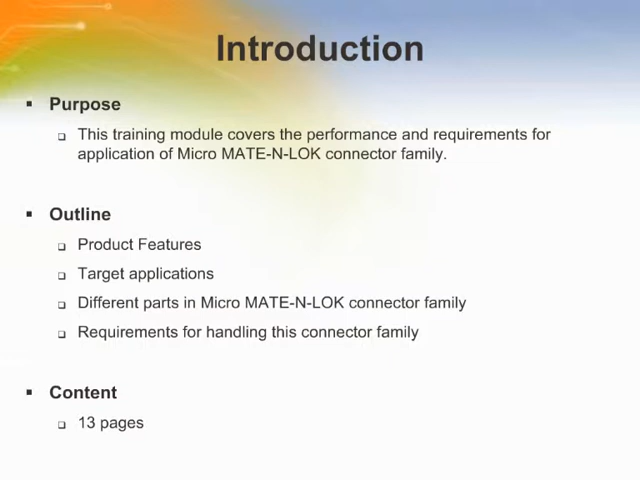 Introduction
Purpose
This training module covers the performance and requirements for
application of Micro MATE-N-LOK connector family.
Outline
Product Features
Target applications
Different parts in Micro MATE-N-LOK connector family
Requirements for handling this connector family
Content
13 pages